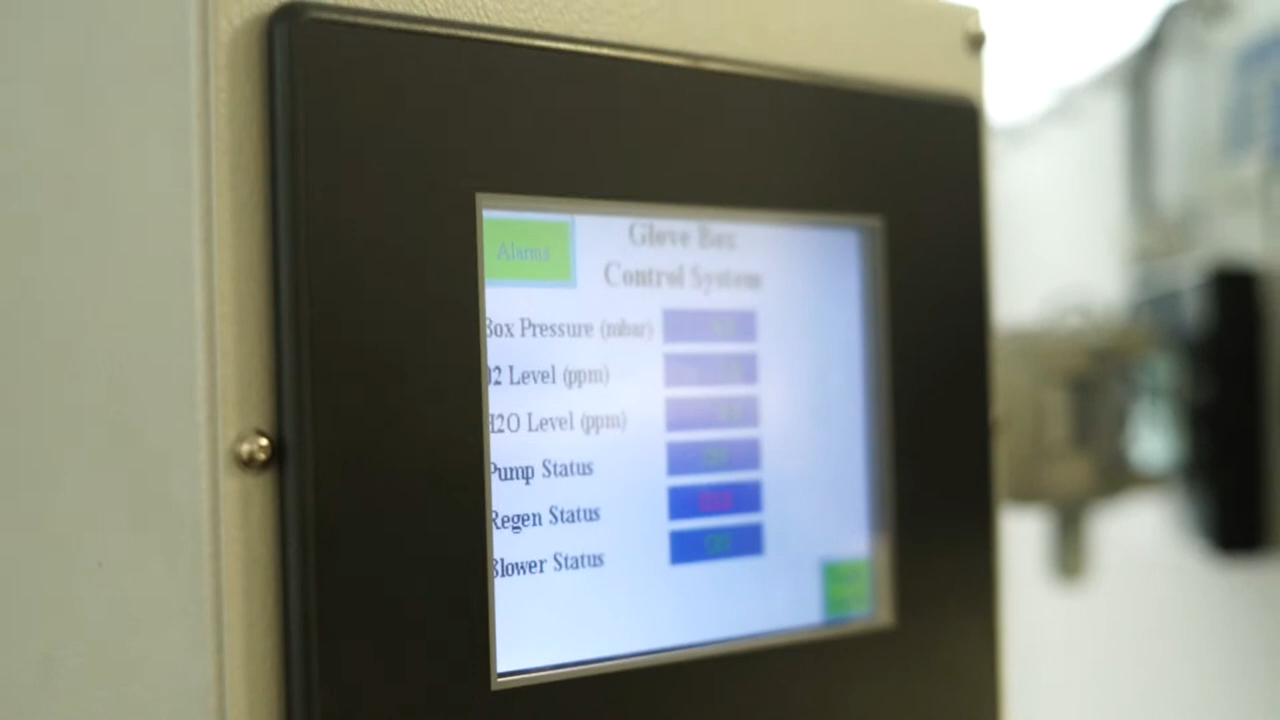 Alarms
Glove Box
Control System
Box Pressure (mbar)
O2 Level (ppm)
H2O Level (ppm)
Pump Status
Regen Status
Blower Status
ON